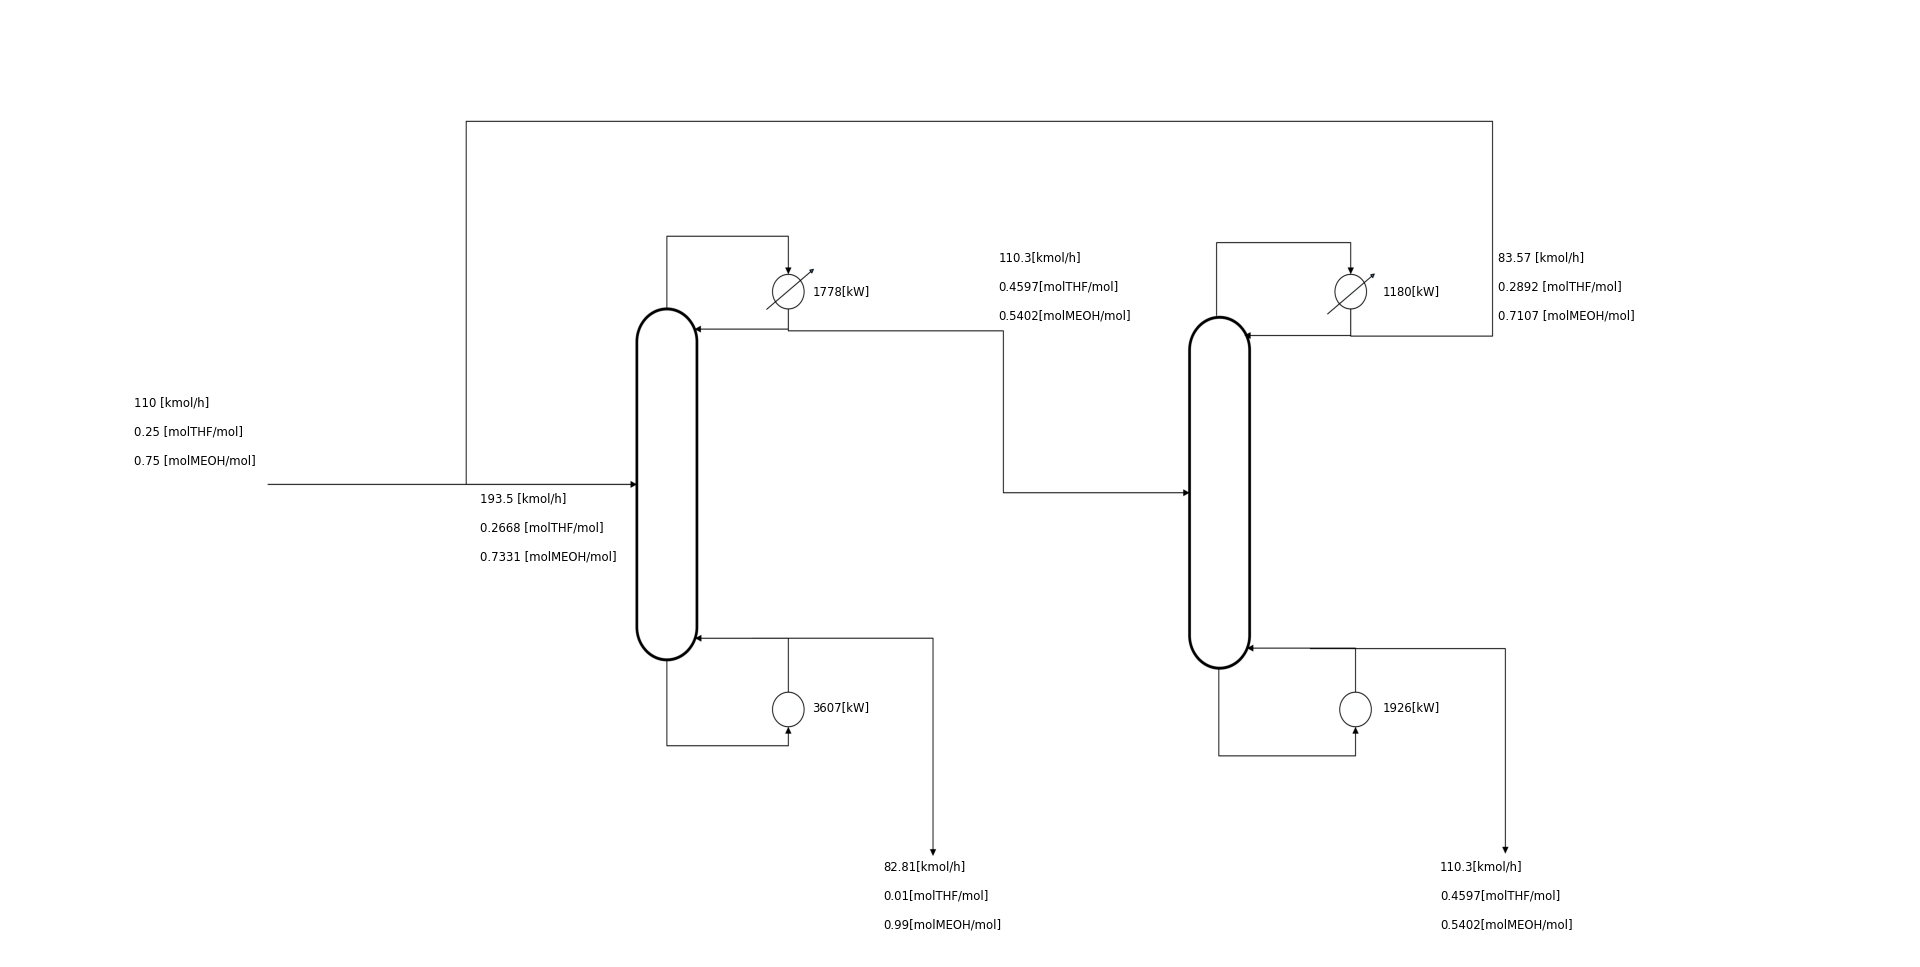 110.3[kmol/h]
0.4597[molTHF/mol]
0.5402[molMEOH/mol]
83.57 [kmol/h]
0.2892 [molTHF/mol]
0.7107 [molMEOH/mol]
1778[kW]
1180[kW]
110 [kmol/h]
0.25 [molTHF/mol]
0.75 [molMEOH/mol]
193.5 [kmol/h]
0.2668 [molTHF/mol]
0.7331 [molMEOH/mol]
3607[kW]
1926[kW]
82.81[kmol/h]
0.01[molTHF/mol]
0.99[molMEOH/mol]
110.3[kmol/h]
0.4597[molTHF/mol]
0.5402[molMEOH/mol]